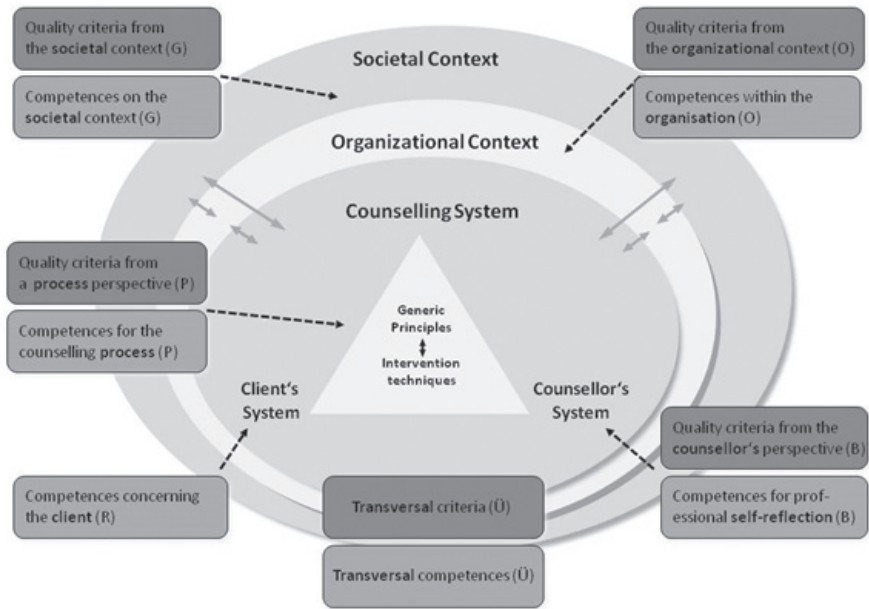 Quality criteria from
the societal context (G)
Competences on the
societal context (G)
Quality criteria from
the organizational context (O)
Competences within the
organisation (O)
Societal Context
Organizational Context
Counselling System
Quality criteria from
a process perspective (P)
Competences for the
counselling process (P)
Generic
Principles
Intervention
techniques
Client's
System
Counsellor's
System
Quality criteria from the
counsellor's perspective (B)
Competences for prof-
essional self-reflection (B)
Competences concerning
the client (R)
Transversal criteria (Ü)
Transversal competences (Ü)